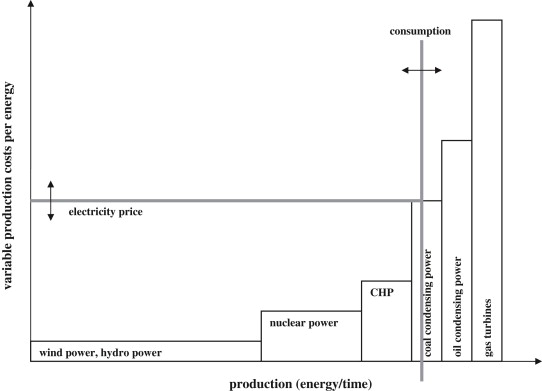 consumption
variable production costs per energy
electricity price
CHP
nuclear power
wind power, hydro power
coal condensing power
oil condensing power
gas turbines
production (energy/time)